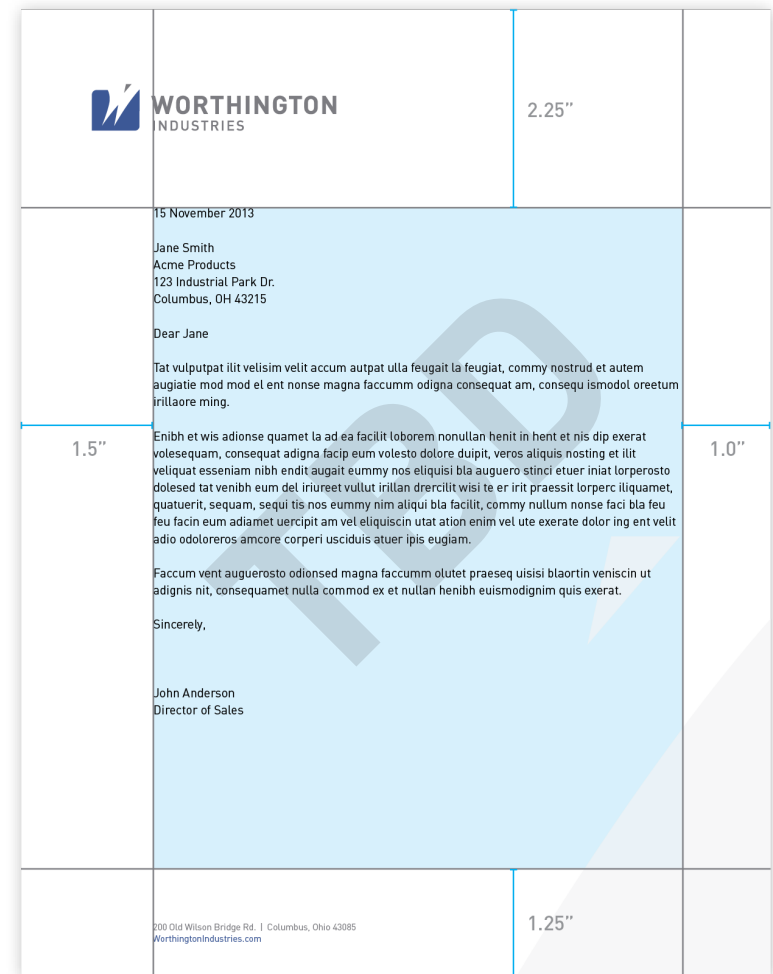 WORTHINGTON
INDUSTRIES
2.25”
15 November 2013
Jane Smith
Acme Products
123 Industrial Park Dr.
Columbus, OH 43215
Dear Jane
Tat vulputpat ilit velisim velit accum autpat ulla feugait la feugiat, commy nostrud et autem
augiatie mod mod el ent nonse magna faccumm odigna consequat am, consequ ismodol oreetum
irillaore ming.
1.5”
1.0”
Enibh et wis adionse quamet la ad ea facilit loborem nonullan henit in hent et nis dip exerat
volesequam, consequat adigna facip eum volesto dolore duipit, veros aliquis nosting et ilit
veliquat esseniam nibh endit augait eummy nos eliquisi bla auguero stinci etuer iniat lorperosto
dolesed tat venibh eum del iriureet vullut irillan drercilit wisi te er irit praessit lorperc iliquamet,
quatuerit, sequam, sequi tis nos eummy nim aliqui bla facilit, commy nullum nonse faci bla feu
feu facin eum adiamet uercipit am vel eliquiscin utat ation enim vel ute exerate dolor ing ent velit
adio odoloreros amcore corperi usciduis atuer ipis eugiam.
Faccum vent auguerosto odionsed magna faccumm olutet praeseq uisisi blaortin veniscin ut
adignis nit, consequamet nulla commod ex et nullan henibh euismodignim quis exerat.
Sincerely,
John Anderson
Director of Sales
TBD
200 Old Wilson Bridge Rd. | Columbus, Ohio 43085
WorthingtonIndustries.com
1.25”